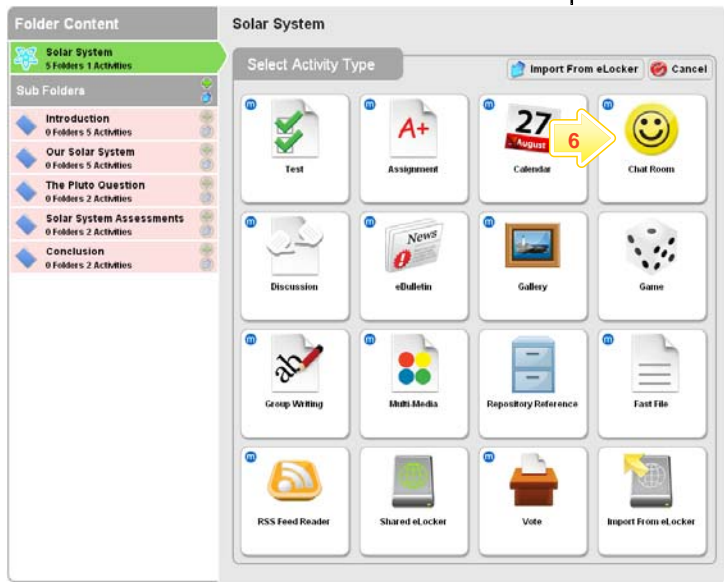 Folder Content
Solar System
5 Folders 1 Activities
Sub Folders
Introduction
0 Folders 5 Activities
Our Solar System
0 Folders 5 Activities
The Pluto Question
0 Folders 2 Activities
Solar System Assessments
0 Folders 2 Activities
Conclusion
0 Folders 2 Activities
Solar System
Select Activity Type
Import From eLocker
Cancel
m
A+
m
m
27
August
6
m
Test
Assignment
Calendar
Chat Room
m
m
News
m
Discussion
eBulletin
Gallery
Game
m
ab
m
m
Group Writing
Multi-Media
Repository Reference
Fast File
m
m
RSS Feed Reader
Shared eLocker
Vote
Import From eLocker